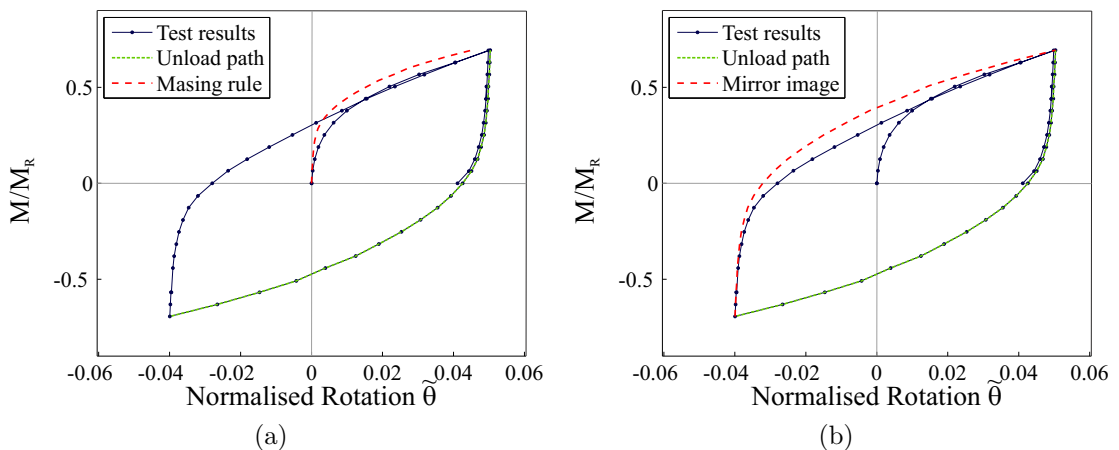 Test results
Unload path
Masing rule
0.5
0
-0.5
M/M_R
-0.06 -0.04 -0.02 0 0.02 0.04 0.06
Normalised Rotation θ̃
(a)
Test results
Unload path
Mirror image
0.5
0
-0.5
M/M_R
-0.06 -0.04 -0.02 0 0.02 0.04 0.06
Normalised Rotation θ̃
(b)